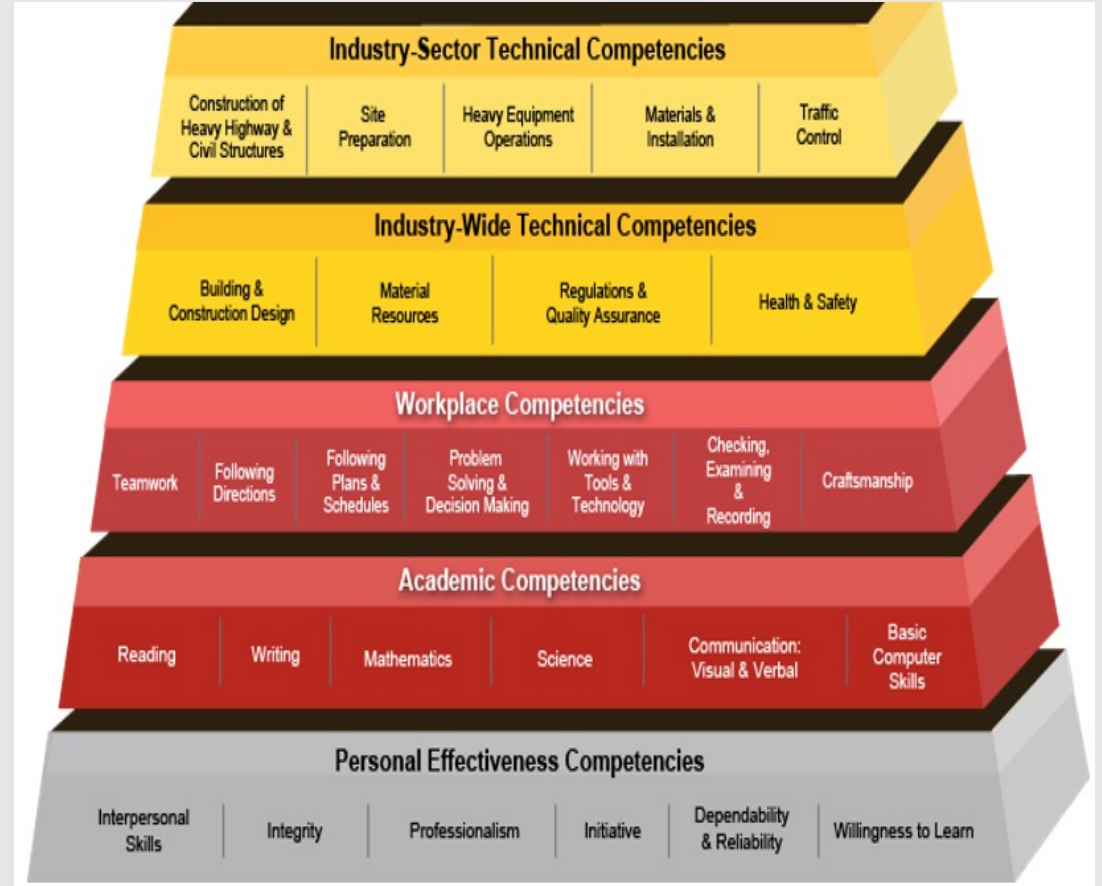 Industry-Sector Technical Competencies
Construction of
Heavy Highway &
Civil Structures
Site
Preparation
Heavy Equipment
Operations
Materials &
Installation
Traffic
Control
Industry-Wide Technical Competencies
Building &
Construction Design
Material
Resources
Regulations &
Quality Assurance
Health & Safety
Workplace Competencies
Teamwork
Following
Directions
Following
Plans &
Schedules
Problem
Solving &
Decision Making
Working with
Tools &
Technology
Checking,
Examining
&
Recording
Craftsmanship
Academic Competencies
Reading
Writing
Mathematics
Science
Communication:
Visual & Verbal
Basic
Computer
Skills
Personal Effectiveness Competencies
Interpersonal
Skills
Integrity
Professionalism
Initiative
Dependability
& Reliability
Willingness to Learn